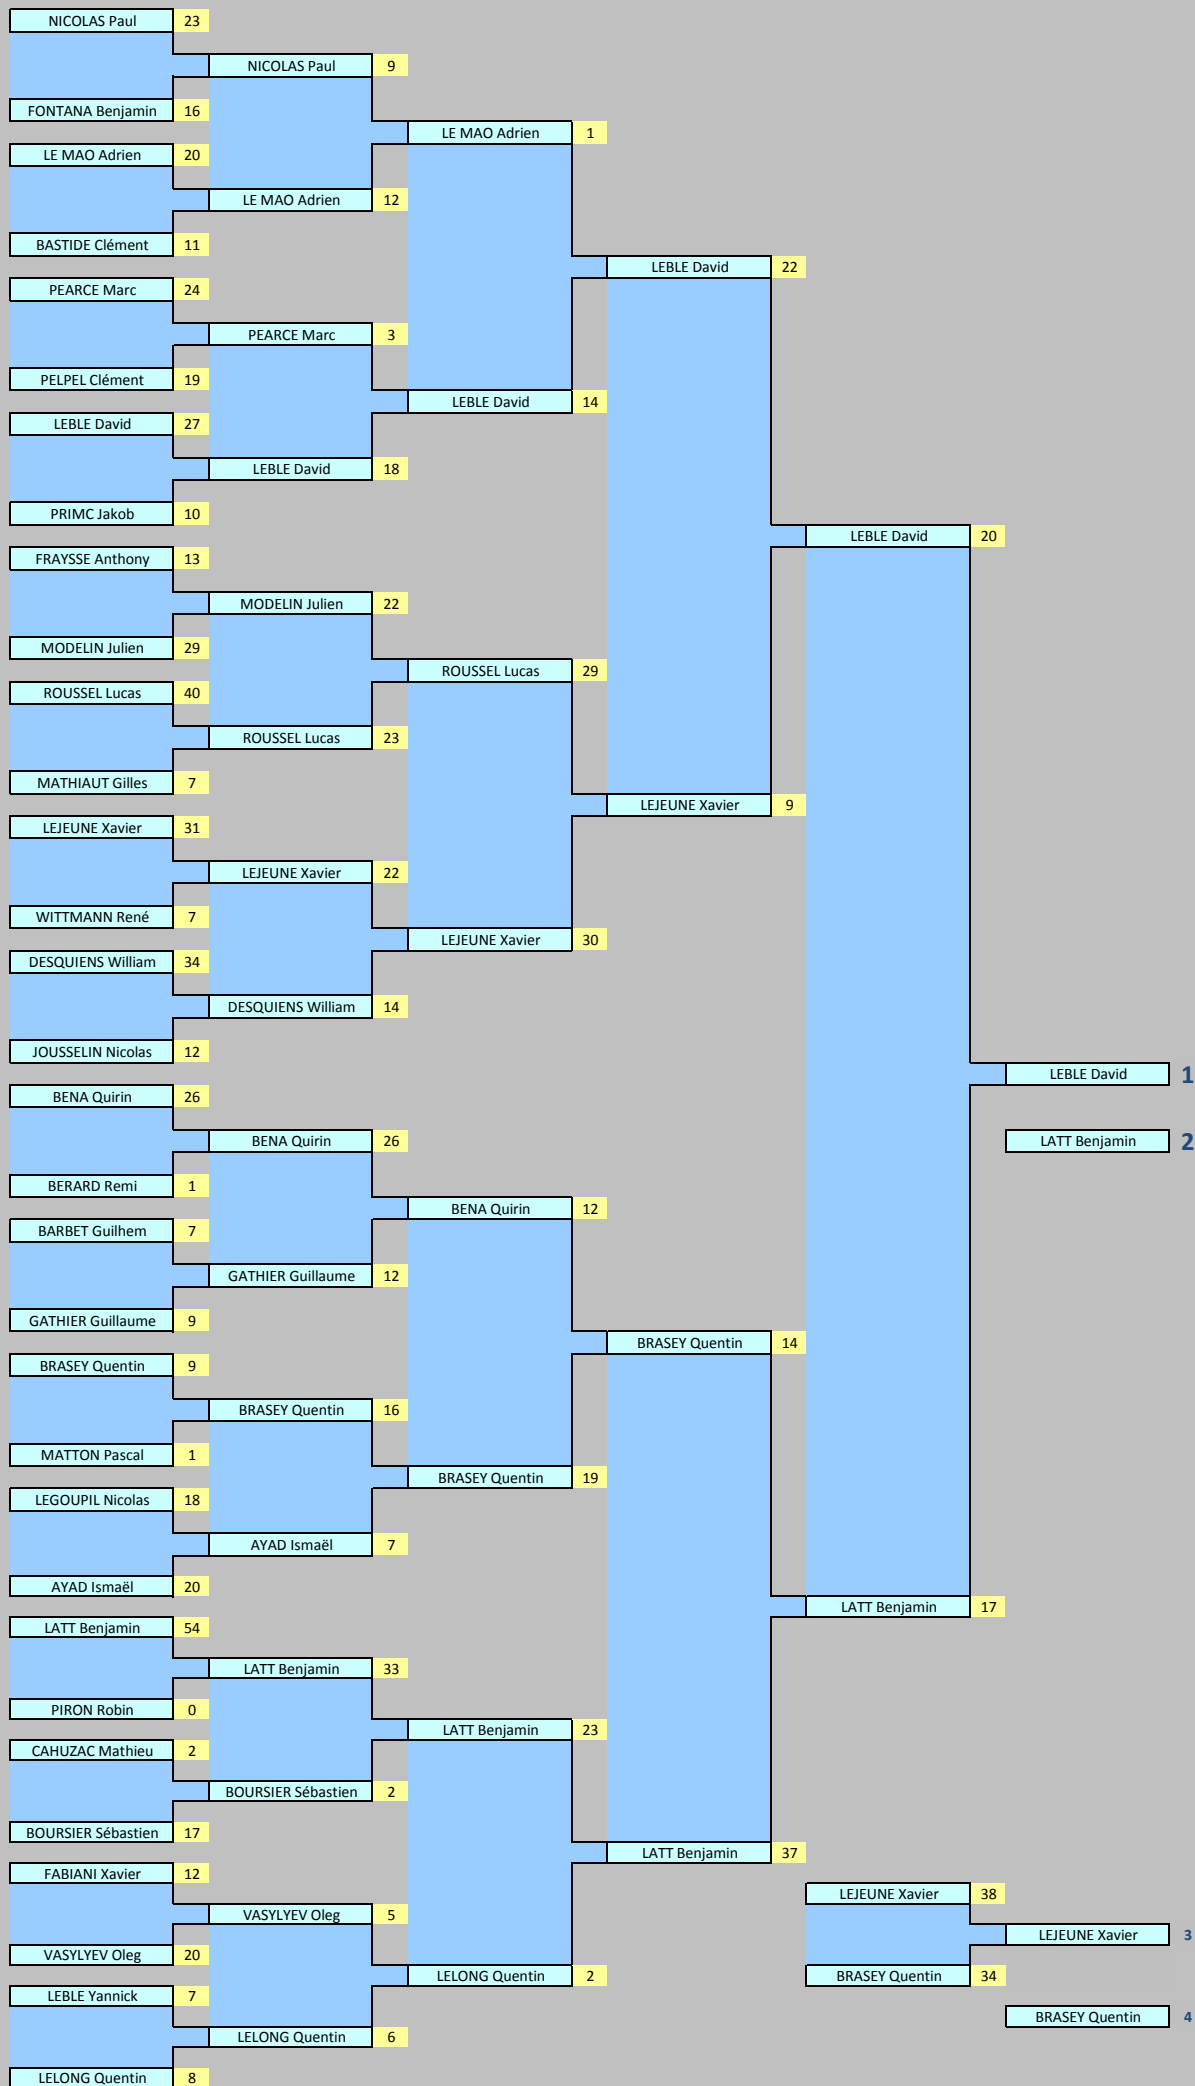 NICOLAS Paul 23
NICOLAS Paul 9
FONTANA Benjamin 16
LE MAO Adrien 1
LE MAO Adrien 20
LE MAO Adrien 12
BASTIDE Clément 11
LEBLE David 22
PEARCE Marc 24
PEARCE Marc 3
PELPEL Clément 19
LEBLE David 14
LEBLE David 27
LEBLE David 18
PRIMC Jakob 10
LEBLE David 20
FRAYSSE Anthony 13
MODELIN Julien 22
MODELIN Julien 29
ROUSSEL Lucas 29
ROUSSEL Lucas 40
ROUSSEL Lucas 23
MATHIAUT Gilles 7
LEJEUNE Xavier 9
LEJEUNE Xavier 31
LEJEUNE Xavier 22
WITTMANN René 7
LEJEUNE Xavier 30
DESQUIENS William 34
DESQUIENS William 14
JOUSSELIN Nicolas 12
LEBLE David 1
BENA Quirin 26
BENA Quirin 26
LATT Benjamin 2
BERARD Remi 1
BENA Quirin 12
BARBET Guilhem 7
GATHIER Guillaume 12
GATHIER Guillaume 9
BRASEY Quentin 14
BRASEY Quentin 9
BRASEY Quentin 16
MATTON Pascal 1
BRASEY Quentin 19
LEGOUPIL Nicolas 18
AYAD Ismaël 7
AYAD Ismaël 20
LATT Benjamin 17
LATT Benjamin 54
LATT Benjamin 33
PIRON Robin 0
LATT Benjamin 23
CAHUZAC Mathieu 2
BOURSIER Sébastien 2
BOURSIER Sébastien 17
LATT Benjamin 37
FABIANI Xavier 12
LEJEUNE Xavier 38
VASYLYEV Oleg 5
LEJEUNE Xavier 3
VASYLYEV Oleg 20
LELONG Quentin 2
BRASEY Quentin 34
LEBLE Yannick 7
BRASEY Quentin 4
LELONG Quentin 6
LELONG Quentin 8